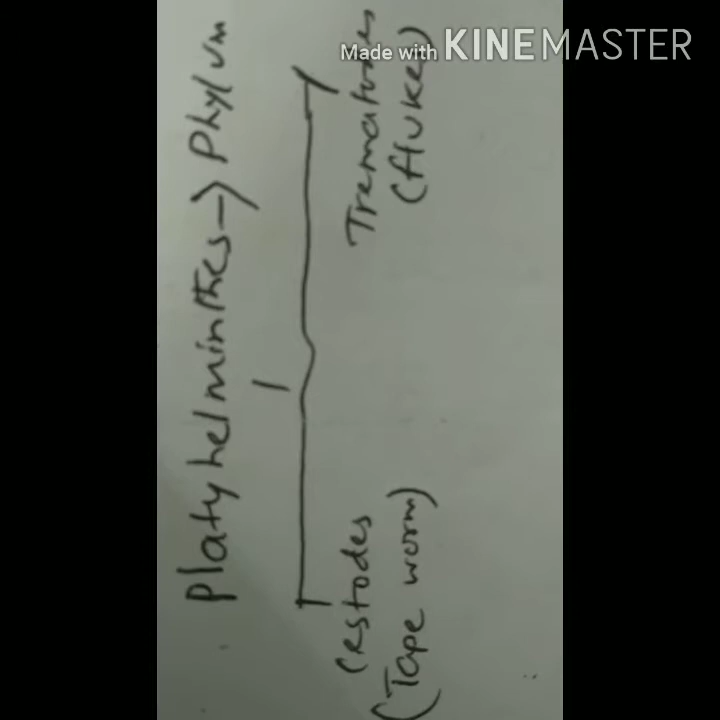 Made with KINEMASTER
Platyhelminthes → Phylum
Cestodes
(Tape worm)
Trematodes
(fluke)